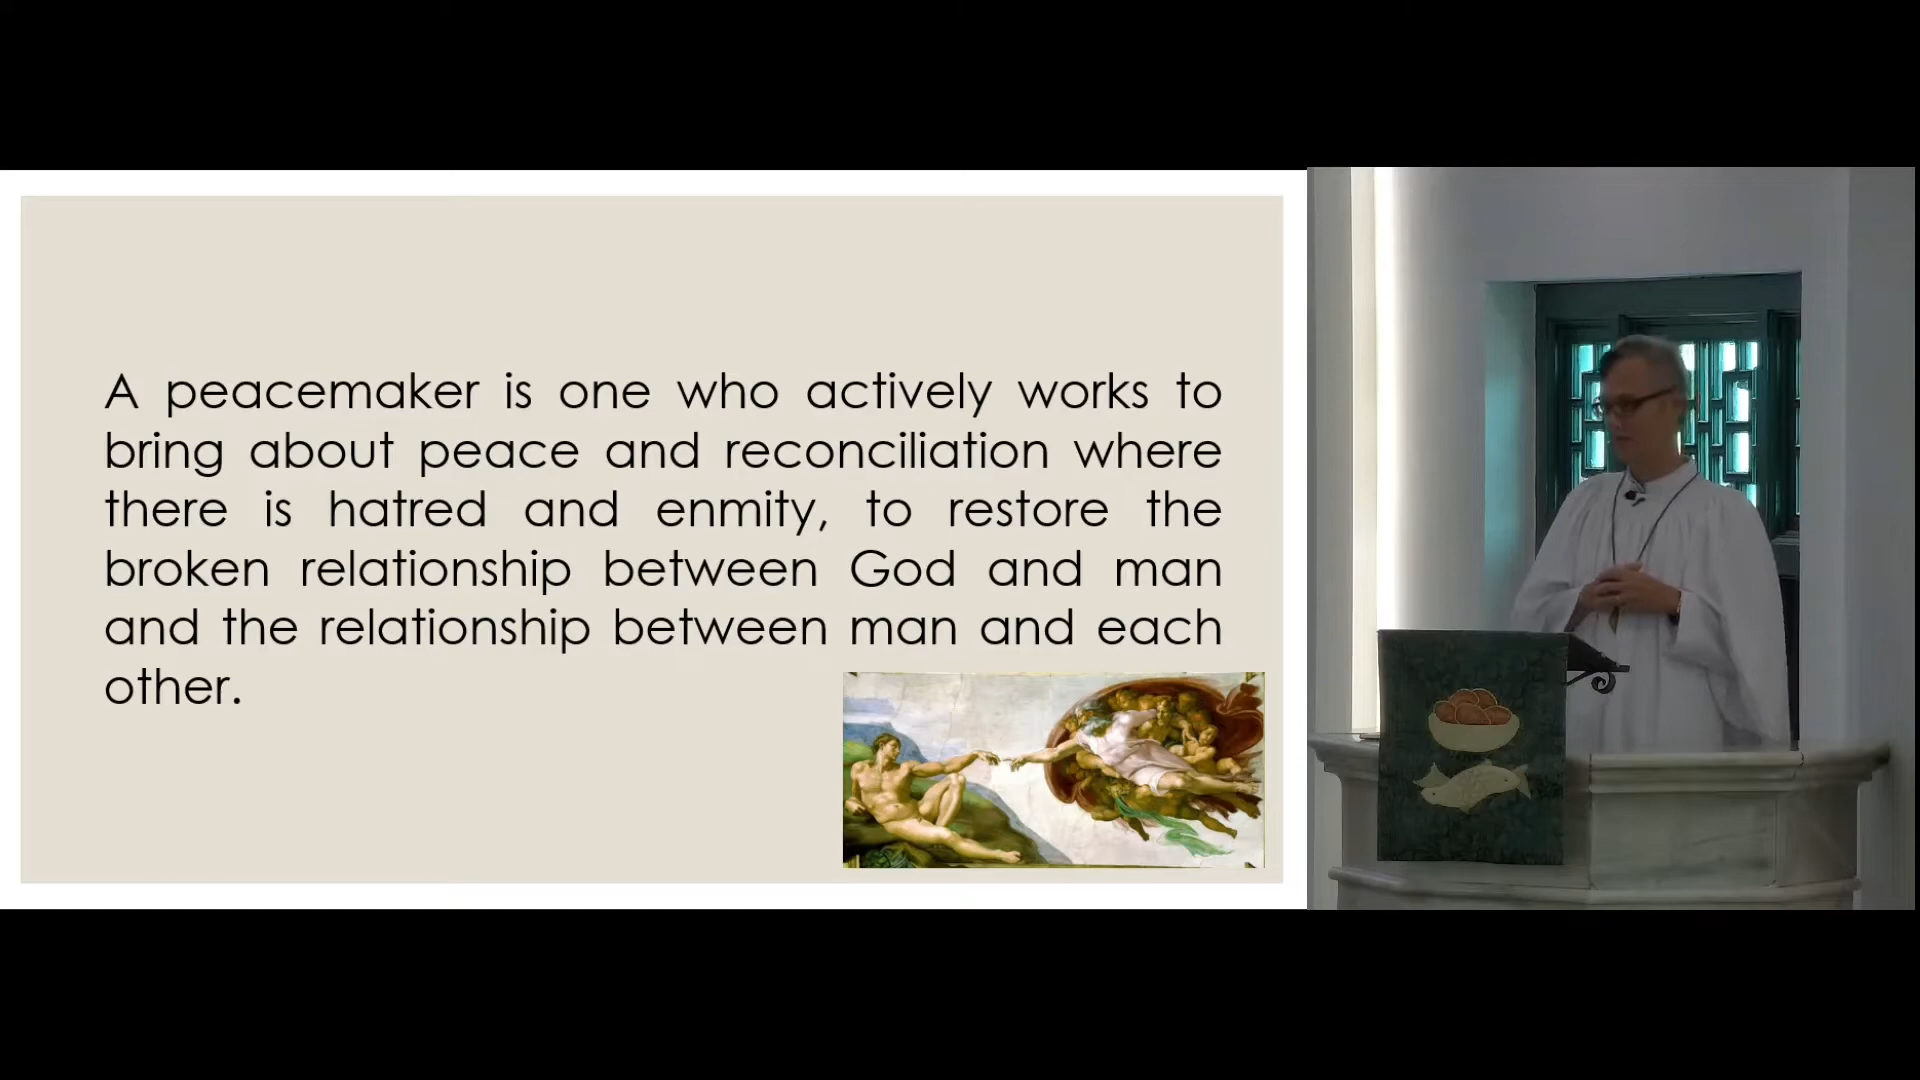 A peacemaker is one who actively works to
bring about peace and reconciliation where
there is hatred and enmity, to restore the
broken relationship between God and man
and the relationship between man and each
other.